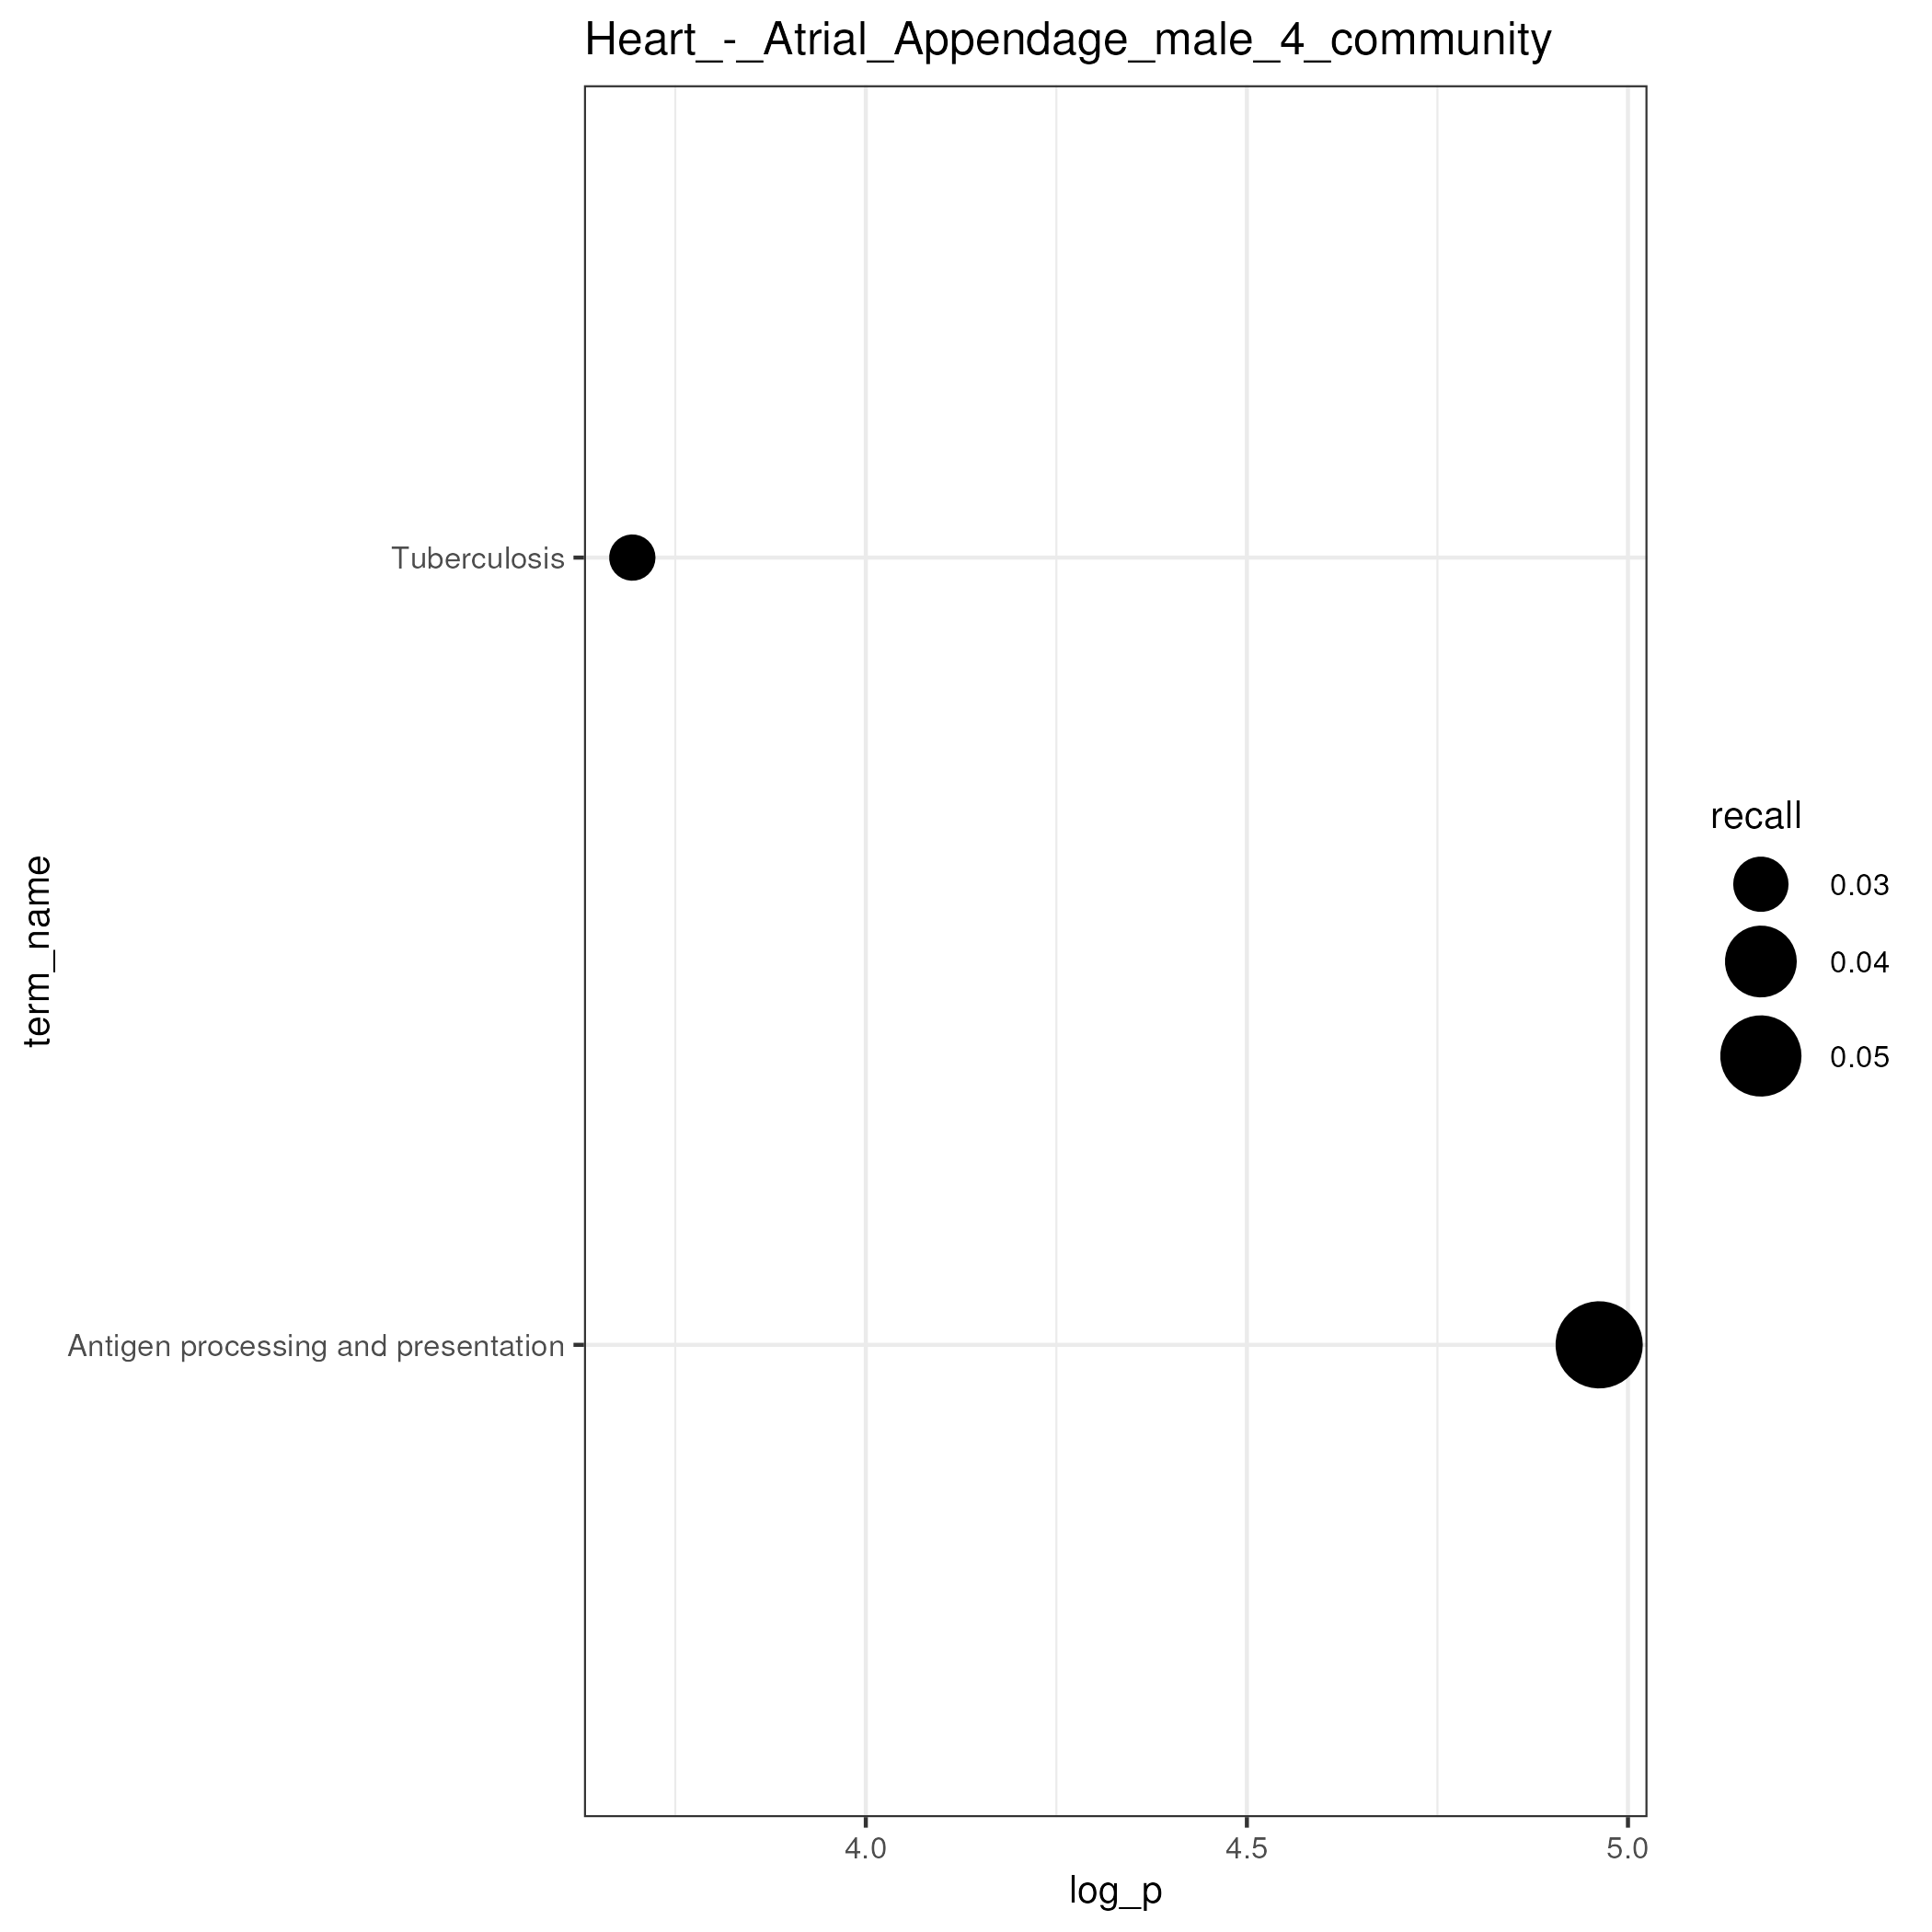 Heart_-_Atrial_Appendage_male_4_community
term_name
Tuberculosis
Antigen processing and presentation
4.0
4.5
5.0
log_p
recall
0.03
0.04
0.05